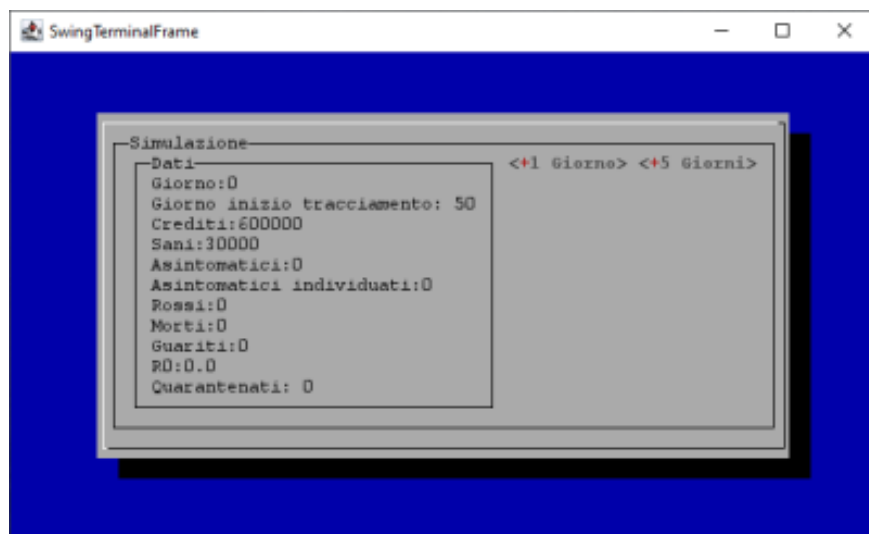 SwingTerminalFrame
Simulazione
Dati
<+1 Giorno> <+5 Giorni>
Giorno:0
Giorno inizio tracciamento: 50
Crediti:600000
Sani:30000
Asintomatici:0
Asintomatici individuati:0
Rossi:0
Morti:0
Guariti:0
R0:0.0
Quarantenati: 0